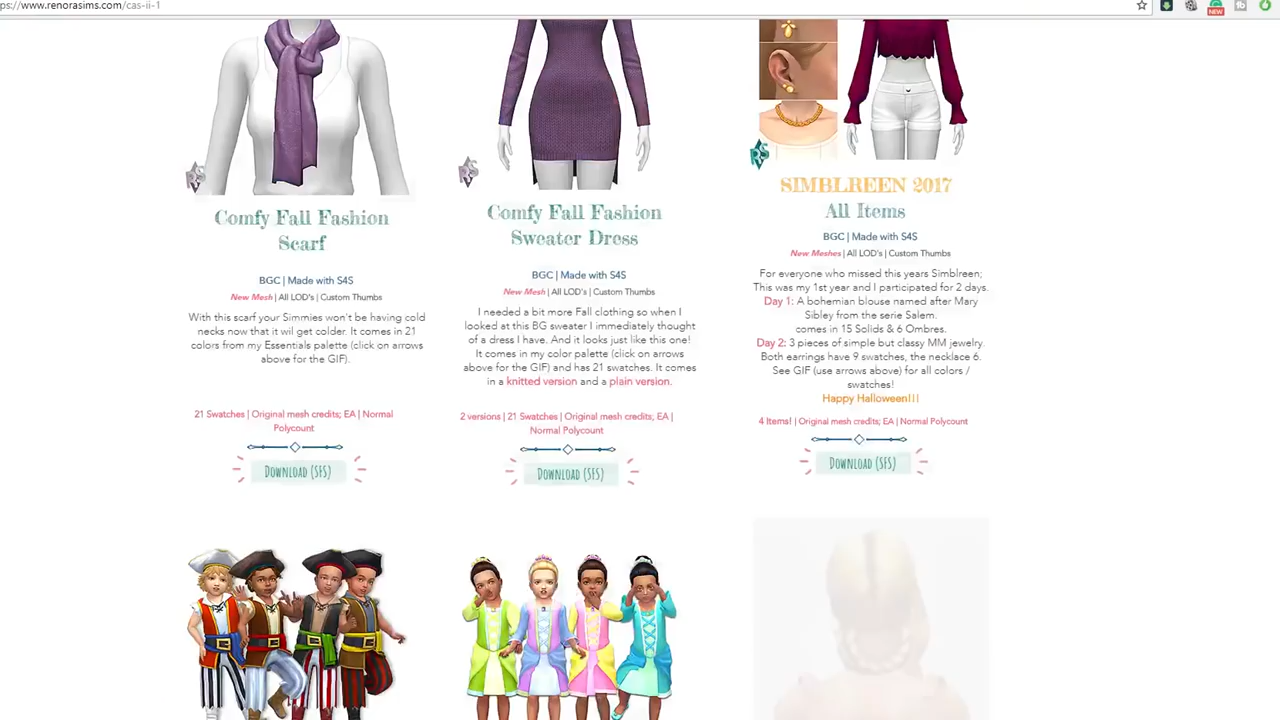 ps://www.renorasims.com/cas-ii-1
NEW
Comfy Fall Fashion
Scarf
BGC | Made with S4S
New Mesh | All LOD's | Custom Thumbs
With this scarf your Simmies won't be having cold
necks now that it wil get colder. It comes in 21
colors from my Essentials palette (click on arrows
above for the GIF).
21 Swatches | Original mesh credits; EA | Normal
Polycount
Download (SFS)
Comfy Fall Fashion
Sweater Dress
BGC | Made with S4S
New Mesh | All LOD's | Custom Thumbs
I needed a bit more Fall clothing so when I
looked at this BG sweater I immediately thought
of a dress I have. And it looks just like this one!
It comes in my color palette (click on arrows
above for the GIF) and has 21 swatches. It comes
in a knitted version and a plain version.
2 versions | 21 Swatches | Original mesh credits; EA |
Normal Polycount
Download (SFS)
SIMBLREEN 2017
All Items
BGC | Made with S4S
New Meshes | All LOD's | Custom Thumbs
For everyone who missed this years Simblreen;
This was my 1st year and I participated for 2 days.
Day 1: A bohemian blouse named after Mary
Sibley from the serie Salem.
comes in 15 Solids & 6 Ombres.
Day 2: 3 pieces of simple but classy MM jewelry.
Both earrings have 9 swatches, the necklace 6.
See GIF (use arrows above) for all colors /
swatches!
Happy Halloween!!!
4 Items! | Original mesh credits; EA | Normal Polycount
Download (SFS)